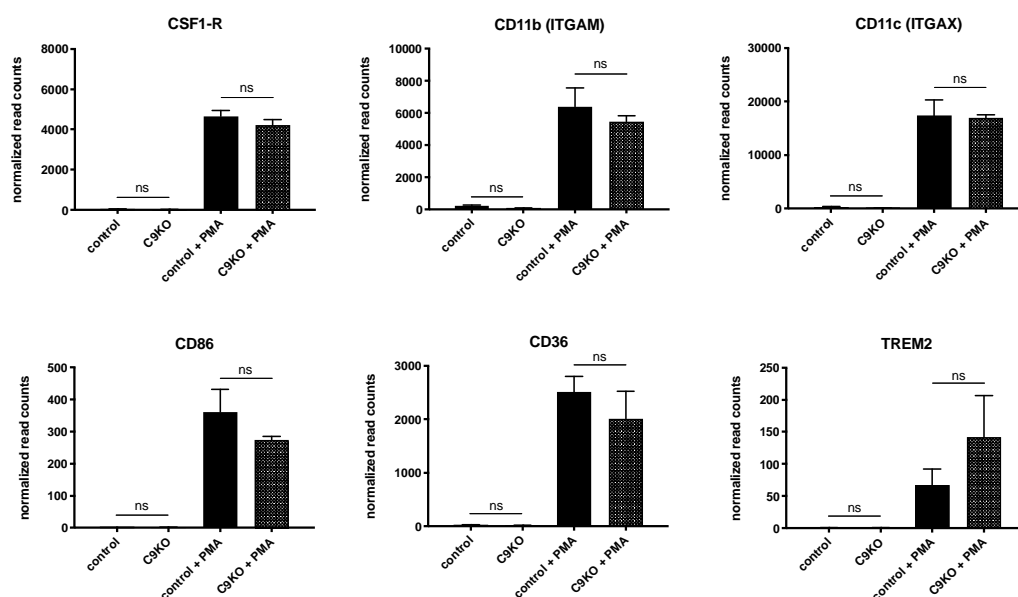 CSF1-R
normalized read counts
8000
6000
4000
2000
0
ns
ns
control
C9KO
control + PMA
C9KO + PMA
CD11b (ITGAM)
normalized read counts
10000
8000
6000
4000
2000
0
ns
ns
control
C9KO
control + PMA
C9KO + PMA
CD11c (ITGAX)
normalized read counts
30000
20000
10000
0
ns
ns
control
C9KO
control + PMA
C9KO + PMA
CD86
normalized read counts
500
400
300
200
100
0
ns
ns
control
C9KO
control + PMA
C9KO + PMA
CD36
normalized read counts
3000
2000
1000
0
ns
ns
control
C9KO
control + PMA
C9KO + PMA
TREM2
normalized read counts
250
200
150
100
50
0
ns
ns
control
C9KO
control + PMA
C9KO + PMA